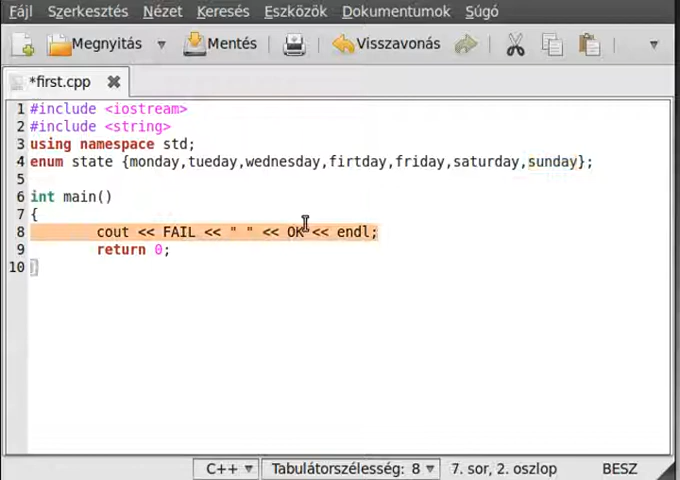 Fájl Szerkesztés Nézet Keresés Eszközök Dokumentumok Súgó
Megnyitás Mentés Visszavonás
*first.cpp
1 #include <iostream>
2 #include <string>
3 using namespace std;
4 enum state {monday,tueday,wednesday,firtday,friday,saturday,sunday};
5
6 int main()
7 {
8 cout << FAIL << " " << OK << endl;
9 return 0;
10 }
C++ Tabulátorszélesség: 8 7. sor, 2. oszlop BESZ